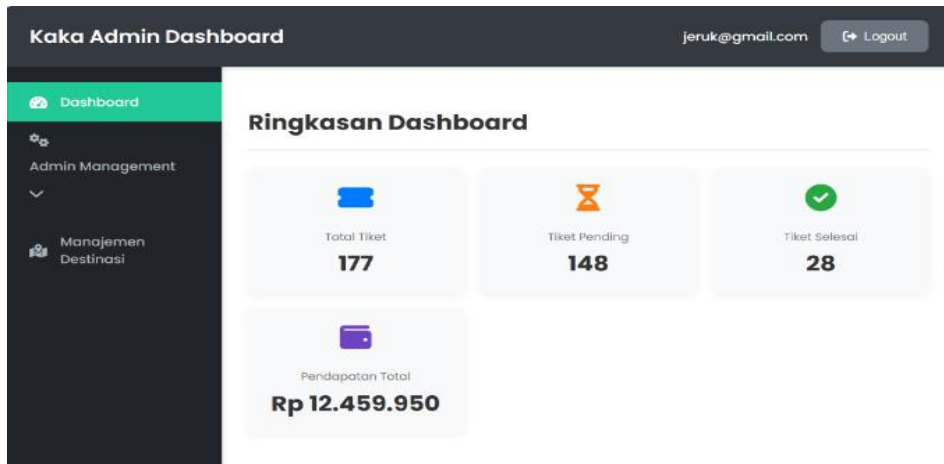 Kaka Admin Dashboard
jeruk@gmail.com
Logout
Dashboard
Admin Management
Manajemen
Destinasi
Ringkasan Dashboard
Total Tiket
177
Tiket Pending
148
Tiket Selesai
28
Pendapatan Total
Rp 12.459.950